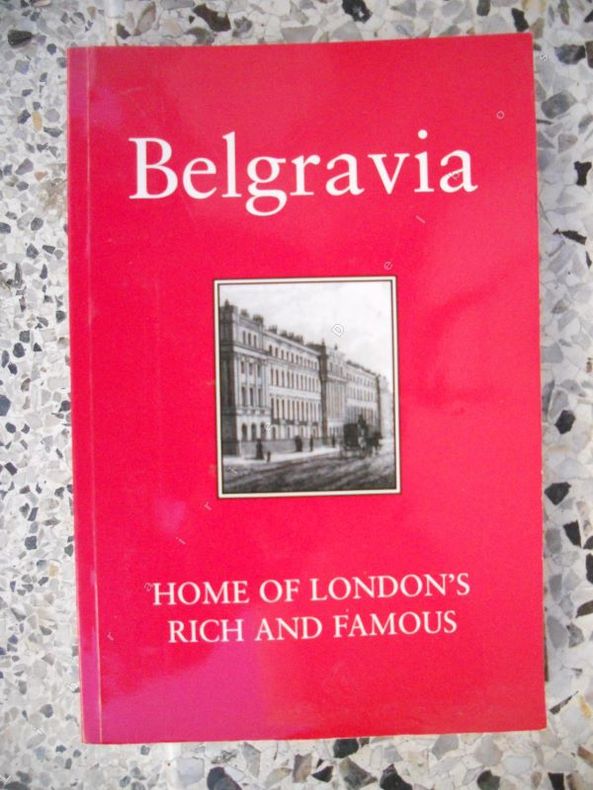 Belgravia
HOME OF LONDON'S
RICH AND FAMOUS